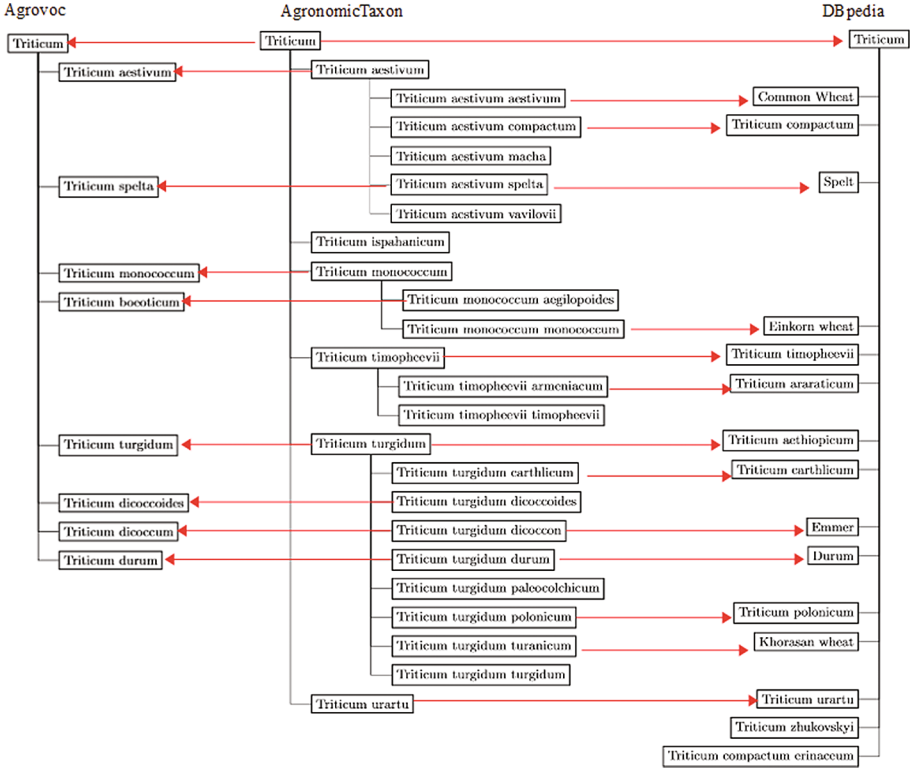 Agrovoc AgronomicTaxon DBpedia
Triticum Triticum Triticum
Triticum aestivum Triticum aestivum
Triticum aestivum aestivum Common Wheat
Triticum aestivum compactum Triticum compactum
Triticum aestivum macha
Triticum spelta Triticum aestivum spelta Spelt
Triticum aestivum vavilovii
Triticum ispahanicum
Triticum monococcum Triticum monococcum
Triticum boeoticum Triticum monococcum aegilopoides
Triticum monococcum monococcum Einkorn wheat
Triticum timopheevii Triticum timopheevii
Triticum timopheevii armeniacum Triticum araraticum
Triticum timopheevii timopheevii
Triticum turgidum Triticum turgidum Triticum aethiopicum
Triticum turgidum carthlicum Triticum carthlicum
Triticum dicoccoides Triticum turgidum dicoccoides
Triticum dicoccum Triticum turgidum dicoccon Emmer
Triticum durum Triticum turgidum durum Durum
Triticum turgidum paleocolchicum
Triticum turgidum polonicum Triticum polonicum
Triticum turgidum turanicum Khorasan wheat
Triticum turgidum turgidum
Triticum urartu Triticum urartu
Triticum zhukovskyi
Triticum compactum erinaceum